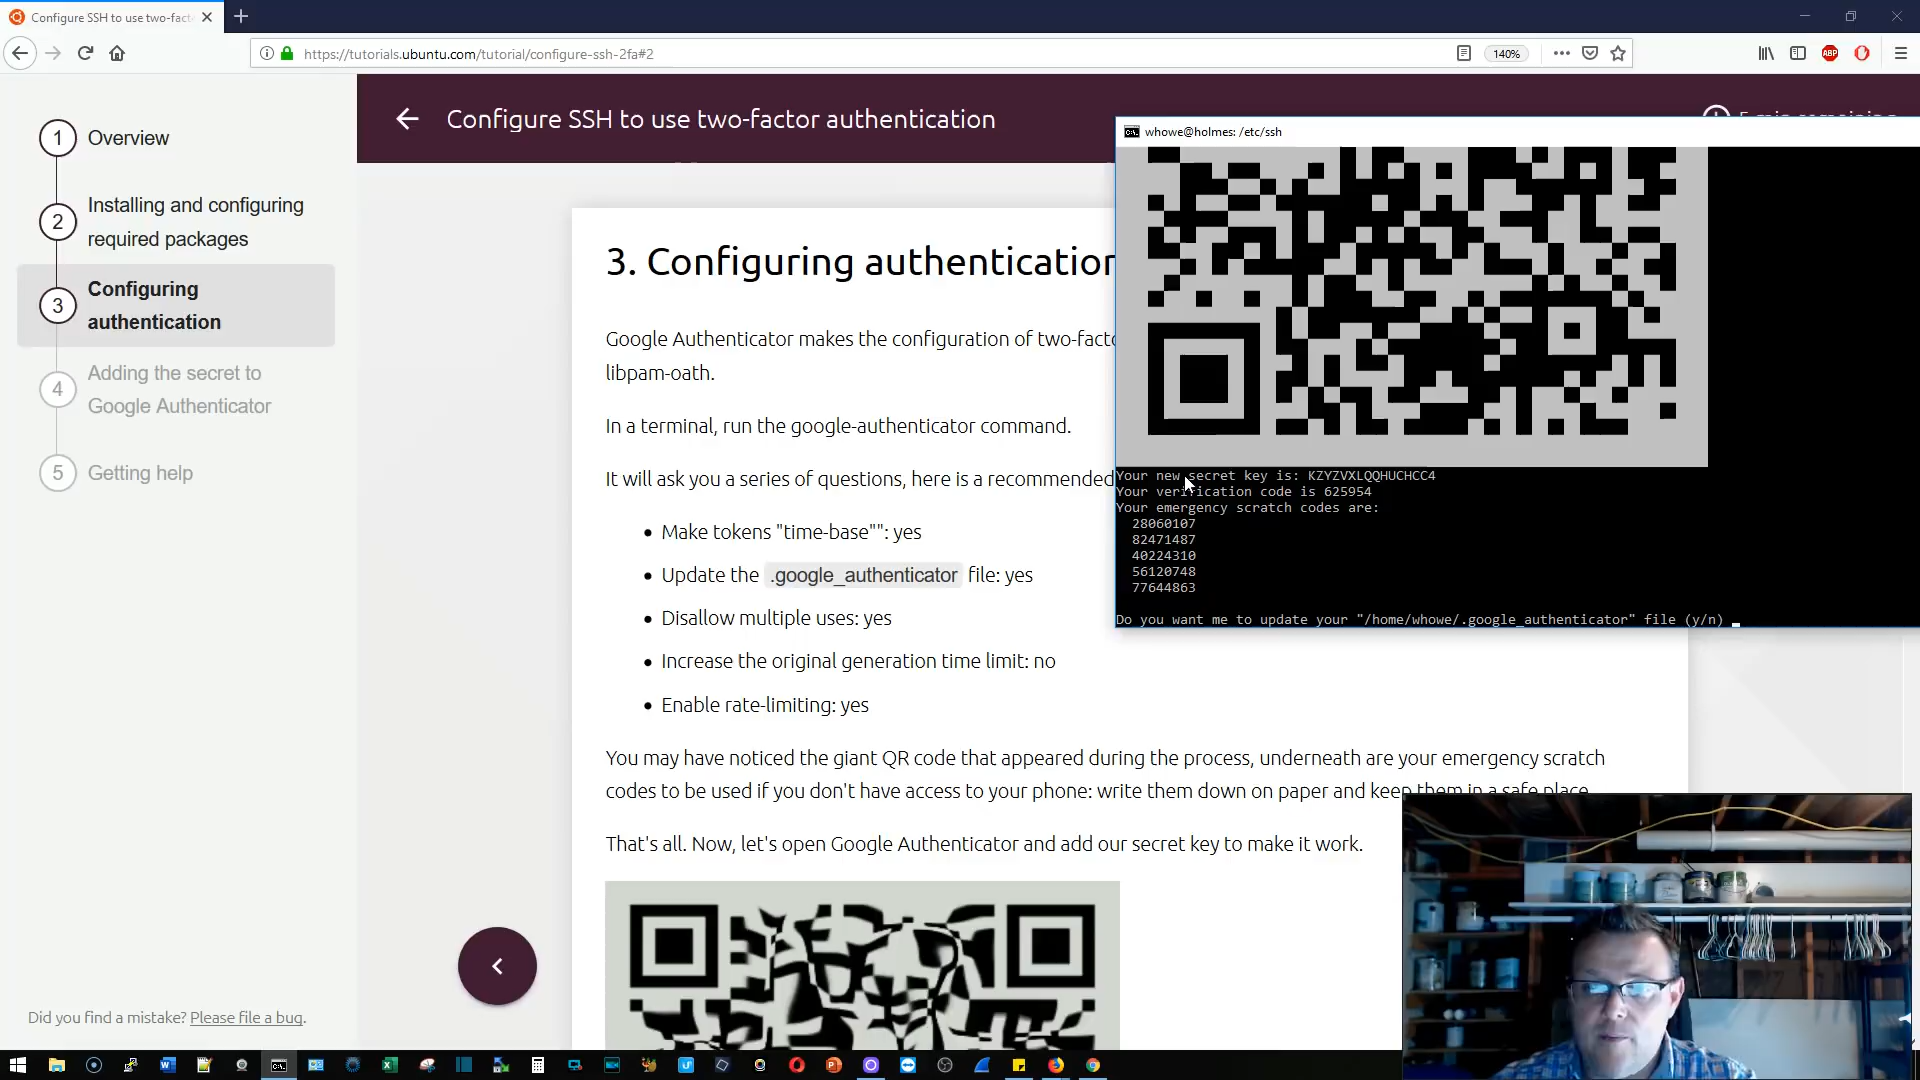 Configure SSH to use two-fact
https://tutorials.ubuntu.com/tutorial/configure-ssh-2fa#2
140%
ABP
1 Overview
2 Installing and configuring
required packages
3 Configuring
authentication
4 Adding the secret to
Google Authenticator
5 Getting help
Did you find a mistake? Please file a bug.
Configure SSH to use two-factor authentication
5 min remaining
3. Configuring authentication
Google Authenticator makes the configuration of two-facto
libpam-oath.
In a terminal, run the google-authenticator command.
It will ask you a series of questions, here is a recommended
• Make tokens "time-base"": yes
• Update the .google_authenticator file: yes
• Disallow multiple uses: yes
• Increase the original generation time limit: no
• Enable rate-limiting: yes
You may have noticed the giant QR code that appeared during the process, underneath are your emergency scratch
codes to be used if you don't have access to your phone: write them down on paper and keep them in a safe place.
That's all. Now, let's open Google Authenticator and add our secret key to make it work.
whowe@holmes: /etc/ssh
Your new secret key is: KZYZVXLQQHUCHCC4
Your verification code is 625954
Your emergency scratch codes are:
28060107
82471487
40224310
56120748
77644863
Do you want me to update your "/home/whowe/.google_authenticator" file (y/n)